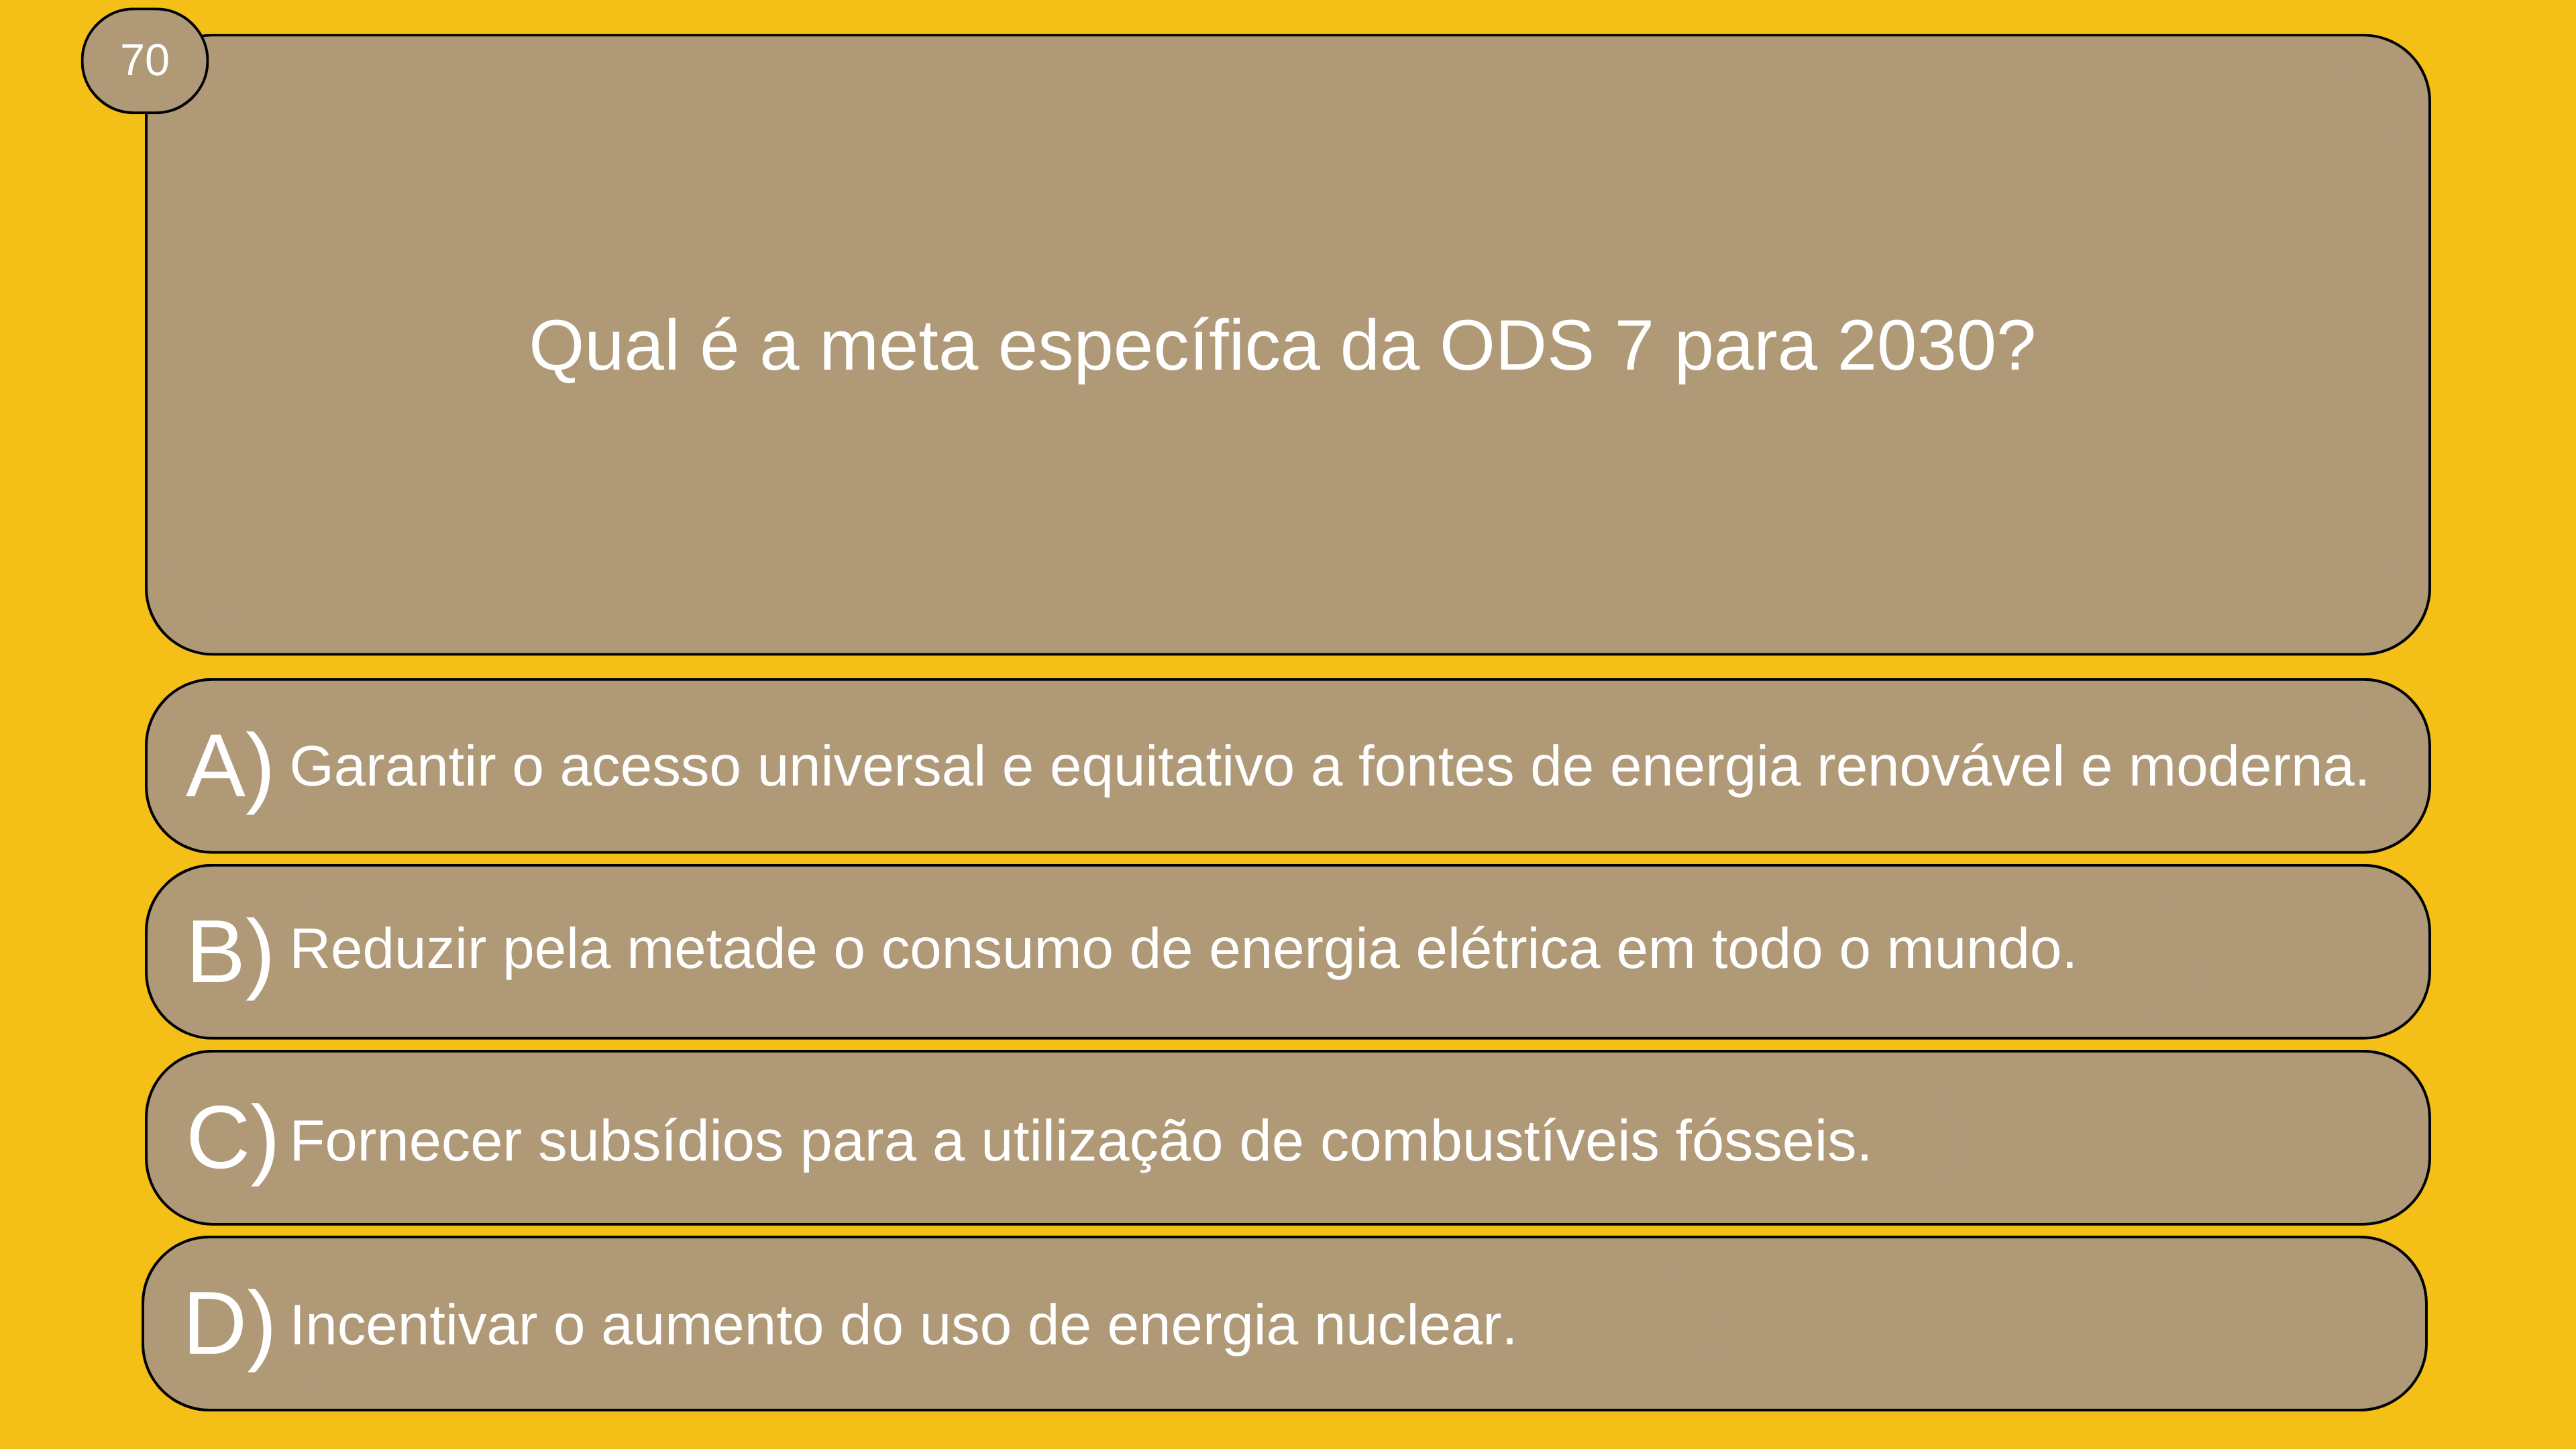 70
Qual é a meta específica da ODS 7 para 2030?
A) Garantir o acesso universal e equitativo a fontes de energia renovável e moderna.
B) Reduzir pela metade o consumo de energia elétrica em todo o mundo.
C) Fornecer subsídios para a utilização de combustíveis fósseis.
D) Incentivar o aumento do uso de energia nuclear.